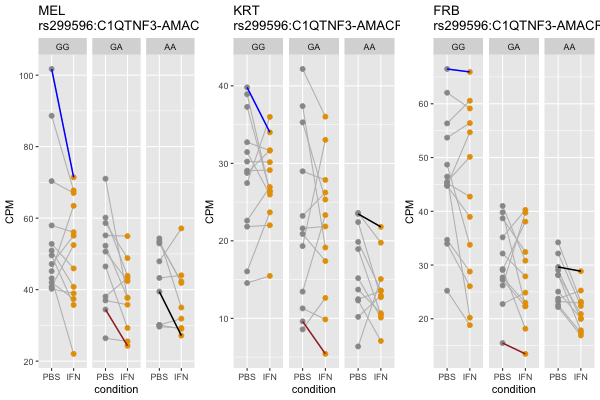 MEL
rs299596:C1QTNF3-AMAC
GG GA AA
CPM
100
80
60
40
20
PBS IFN PBS IFN PBS IFN
condition
KRT
rs299596:C1QTNF3-AMACF
GG GA AA
CPM
40
30
20
10
PBS IFN PBS IFN PBS IFN
condition
FRB
rs299596:C1QTNF3-AMAC
GG GA AA
CPM
60
50
40
30
20
PBS IFN PBS IFN PBS IFN
condition